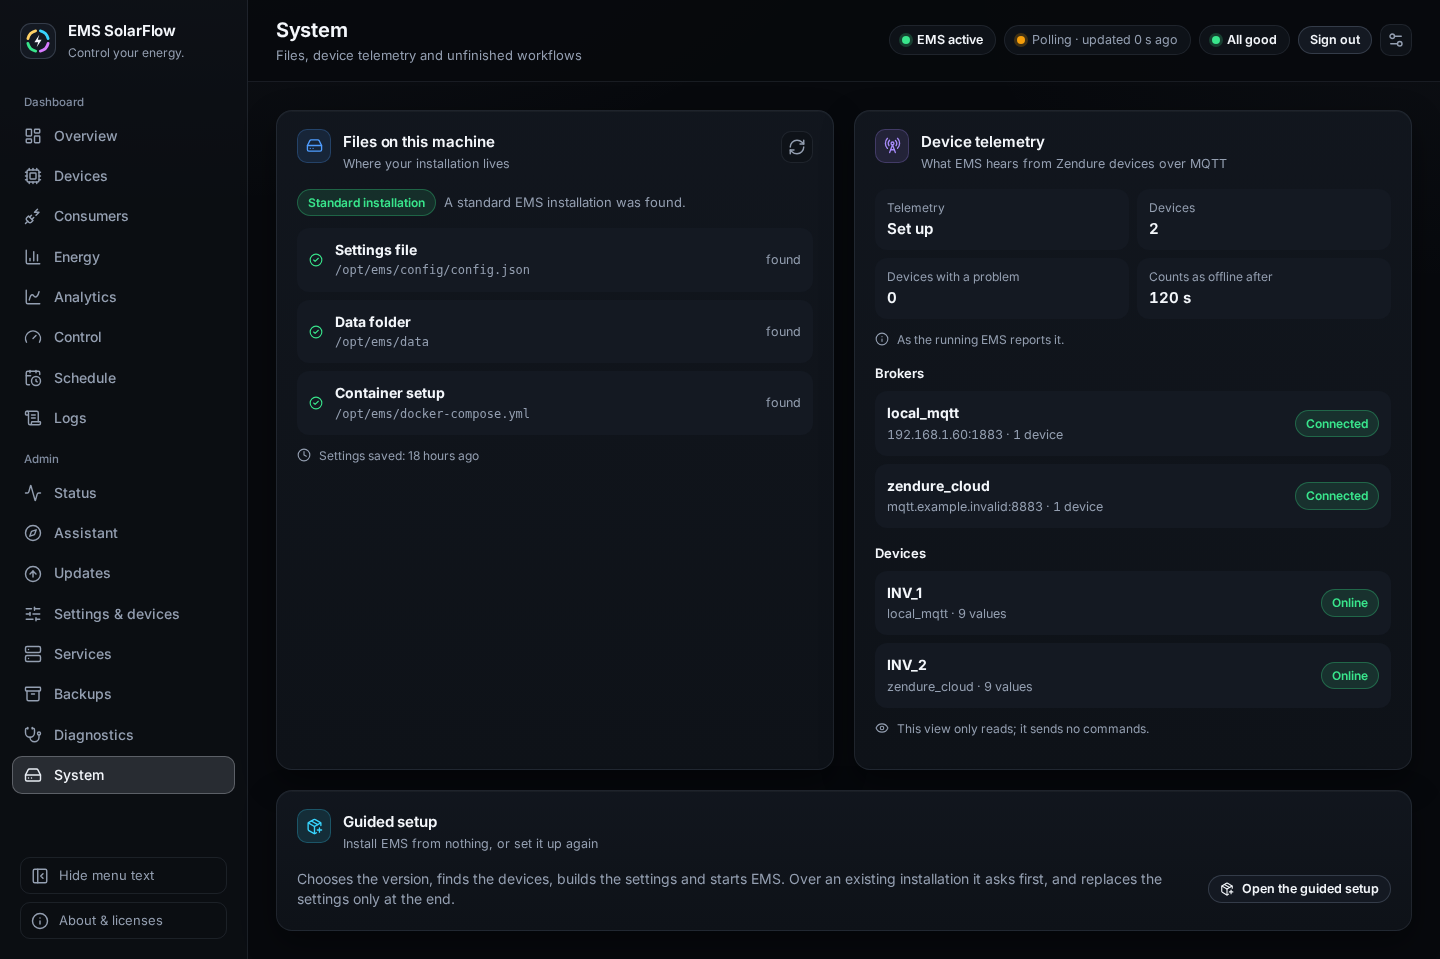 EMS SolarFlow
Control your energy.
Dashboard
Overview
Devices
Consumers
Energy
Analytics
Control
Schedule
Logs
Admin
Status
Assistant
Updates
Settings & devices
Services
Backups
Diagnostics
System
Hide menu text
About & licenses
System
Files, device telemetry and unfinished workflows
EMS active
Polling · updated 0 s ago
All good
Sign out
Files on this machine
Where your installation lives
Standard installation
A standard EMS installation was found.
Settings file
/opt/ems/config/config.json
found
Data folder
/opt/ems/data
found
Container setup
/opt/ems/docker-compose.yml
found
Settings saved: 18 hours ago
Device telemetry
What EMS hears from Zendure devices over MQTT
Telemetry
Set up
Devices
2
Devices with a problem
0
Counts as offline after
120 s
As the running EMS reports it.
Brokers
local_mqtt
192.168.1.60:1883 · 1 device
Connected
zendure_cloud
mqtt.example.invalid:8883 · 1 device
Connected
Devices
INV_1
local_mqtt · 9 values
Online
INV_2
zendure_cloud · 9 values
Online
This view only reads; it sends no commands.
Guided setup
Install EMS from nothing, or set it up again
Chooses the version, finds the devices, builds the settings and starts EMS. Over an existing installation it asks first, and replaces the
settings only at the end.
Open the guided setup